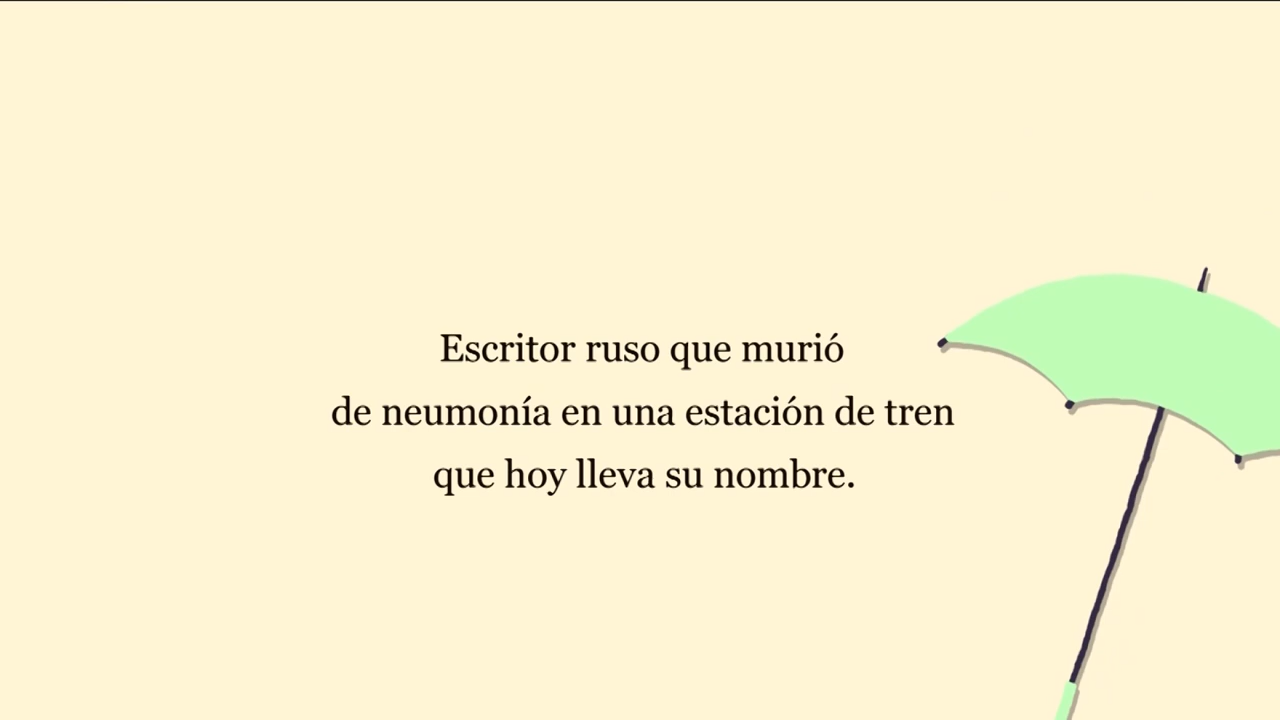 Escritor ruso que murió
de neumonía en una estación de tren
que hoy lleva su nombre.